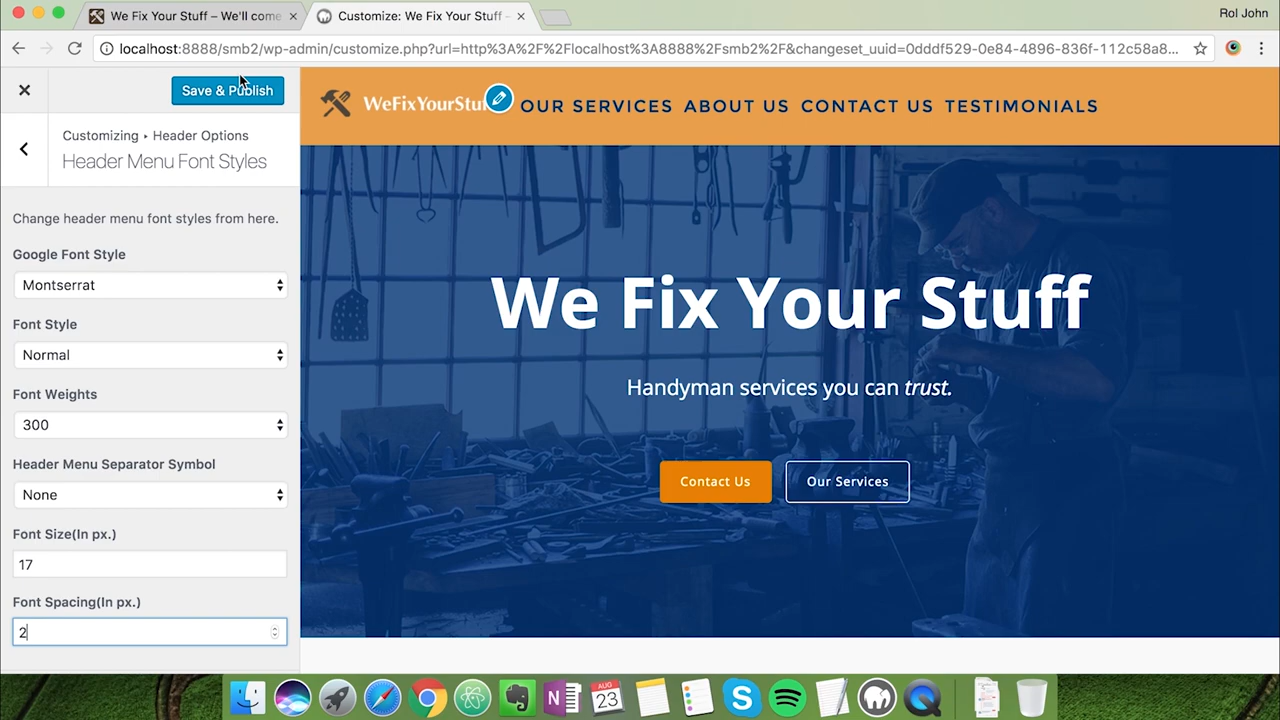 We Fix Your Stuff – We'll come
Customize: We Fix Your Stuff –
Rol John
localhost:8888/smb2/wp-admin/customize.php?url=http%3A%2F%2Flocalhost%3A8888%2Fsmb2%2F&changeset_uuid=0dddf529-0e84-4896-836f-112c58a8...
Save & Publish
Customizing ▸ Header Options
Header Menu Font Styles
Change header menu font styles from here.
Google Font Style
Montserrat
Font Style
Normal
Font Weights
300
Header Menu Separator Symbol
None
Font Size(In px.)
17
Font Spacing(In px.)
2
WeFixYourStuf
OUR SERVICES ABOUT US CONTACT US TESTIMONIALS
We Fix Your Stuff
Handyman services you can trust.
Contact Us
Our Services
AUG
23